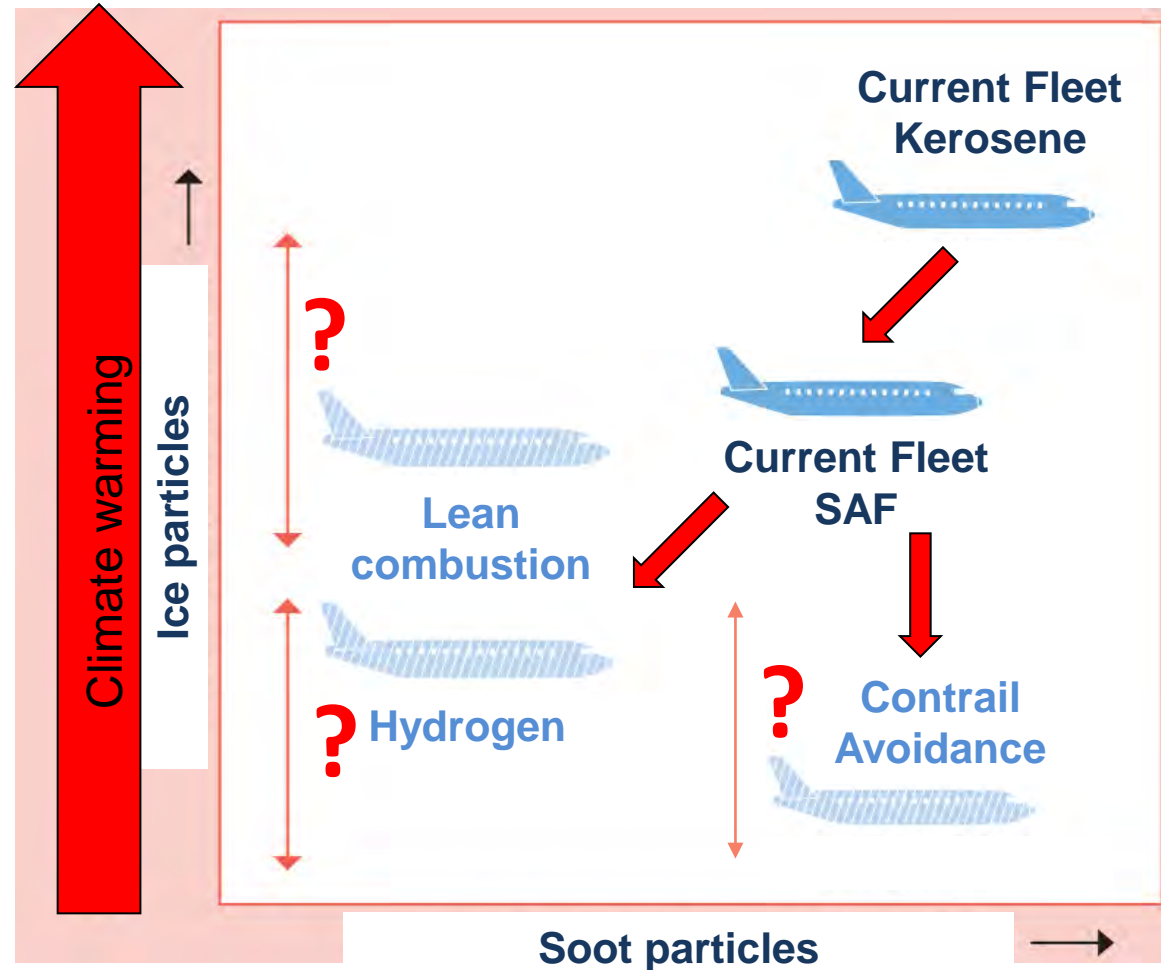 Current Fleet
Kerosene
Climate warming
Ice particles
?
Current Fleet
SAF
Lean
combustion
?
Hydrogen
?
Contrail
Avoidance
Soot particles